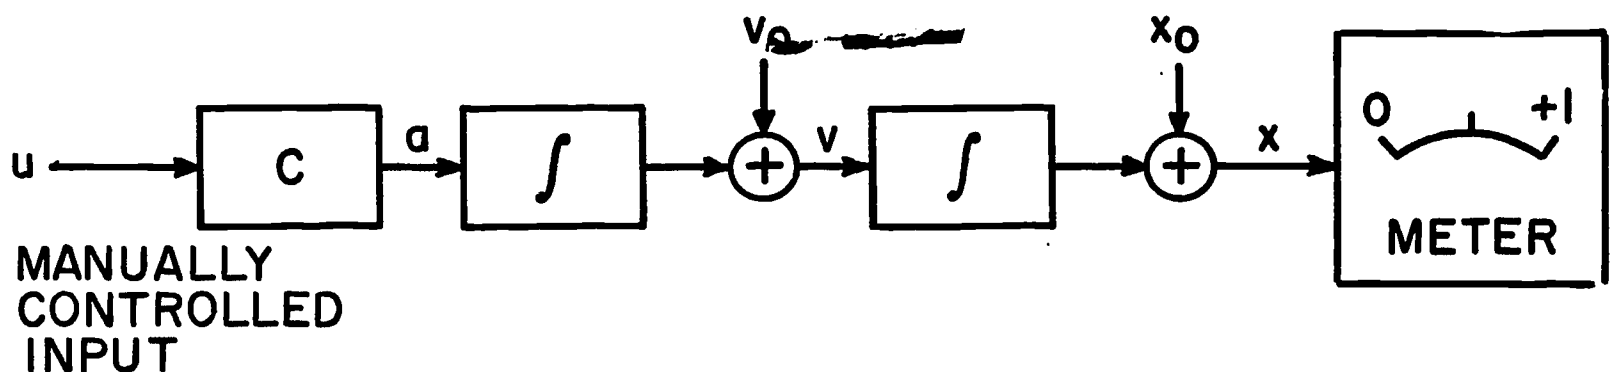 v₀
x₀
0 +1
u C a ∫ + v ∫ + x
METER
MANUALLY
CONTROLLED
INPUT